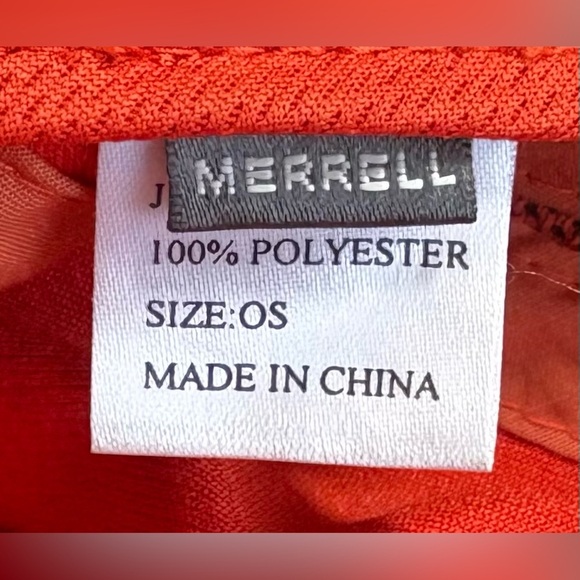 MERRELL
100% POLYESTER
SIZE:OS
MADE IN CHINA